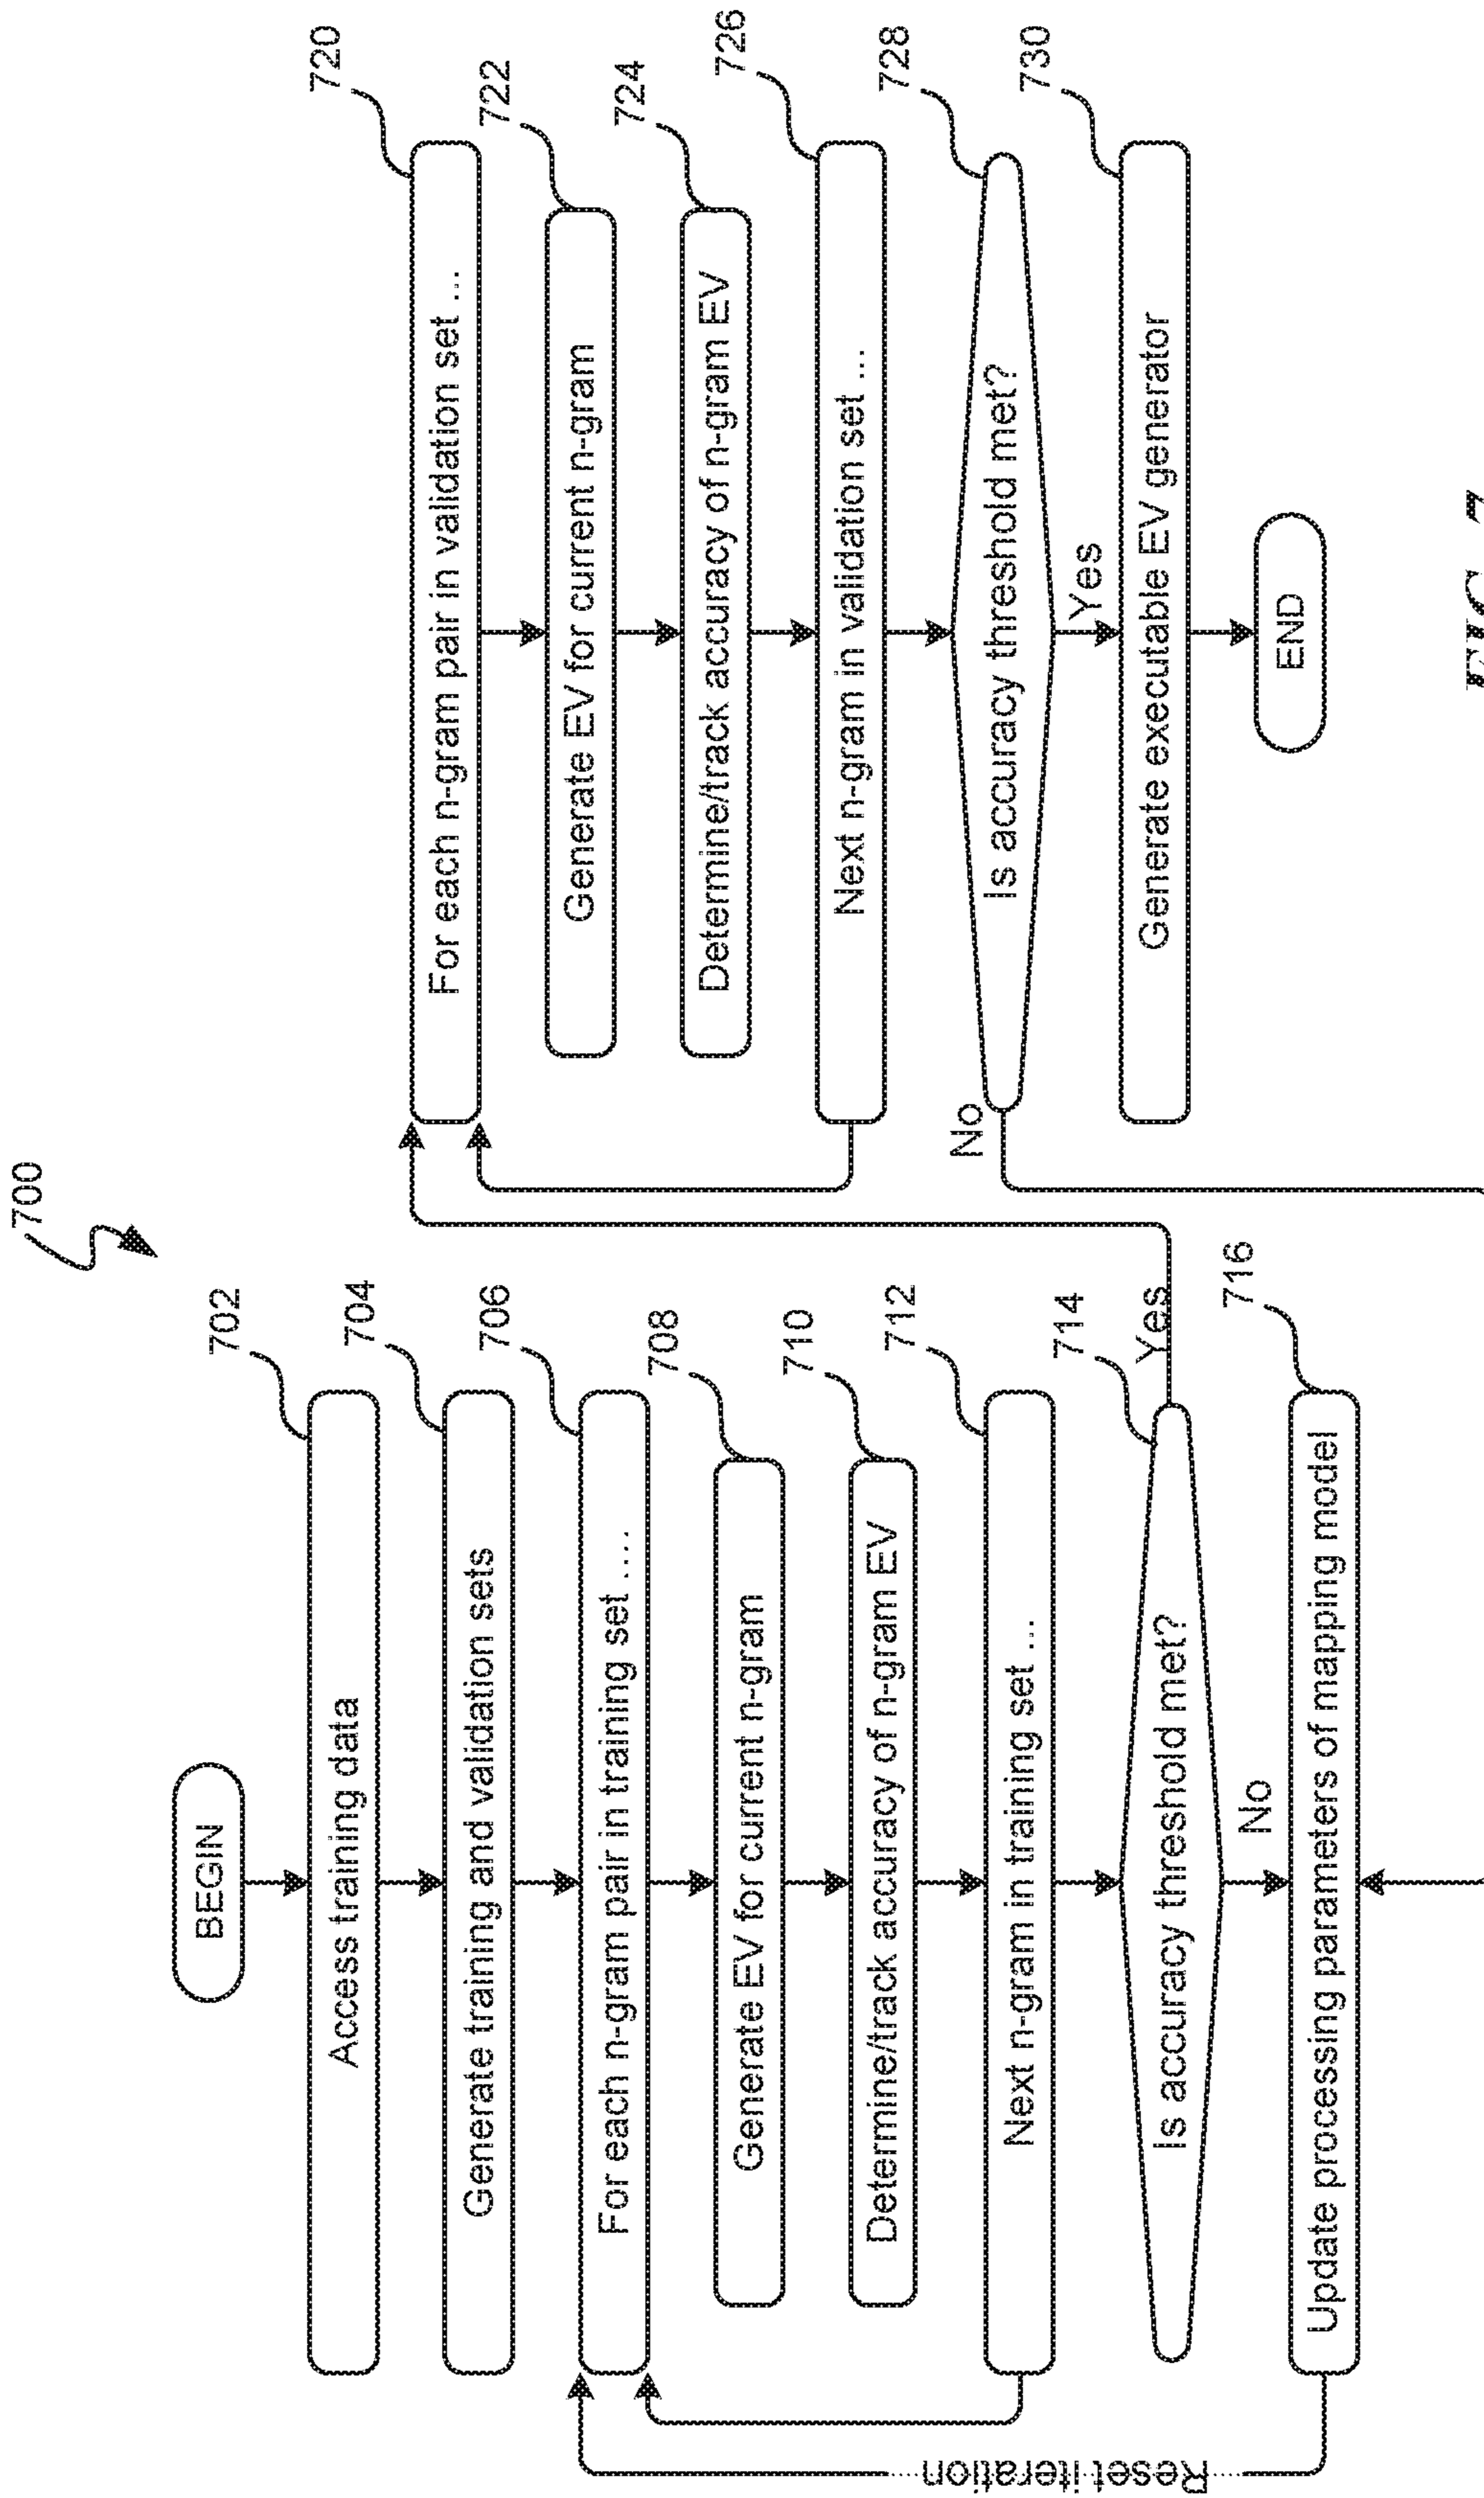 700
BEGIN
702
Access training data
704
Generate training and validation sets
706
For each n-gram pair in training set ....
708
Generate EV for current n-gram
710
Determine/track accuracy of n-gram EV
712
Next n-gram in training set ...
714
Is accuracy threshold met?
Yes
No
716
Update processing parameters of mapping model
Reset iteration
720
For each n-gram pair in validation set ...
722
Generate EV for current n-gram
724
Determine/track accuracy of n-gram EV
726
Next n-gram in validation set ...
728
Is accuracy threshold met?
No
Yes
730
Generate executable EV generator
END